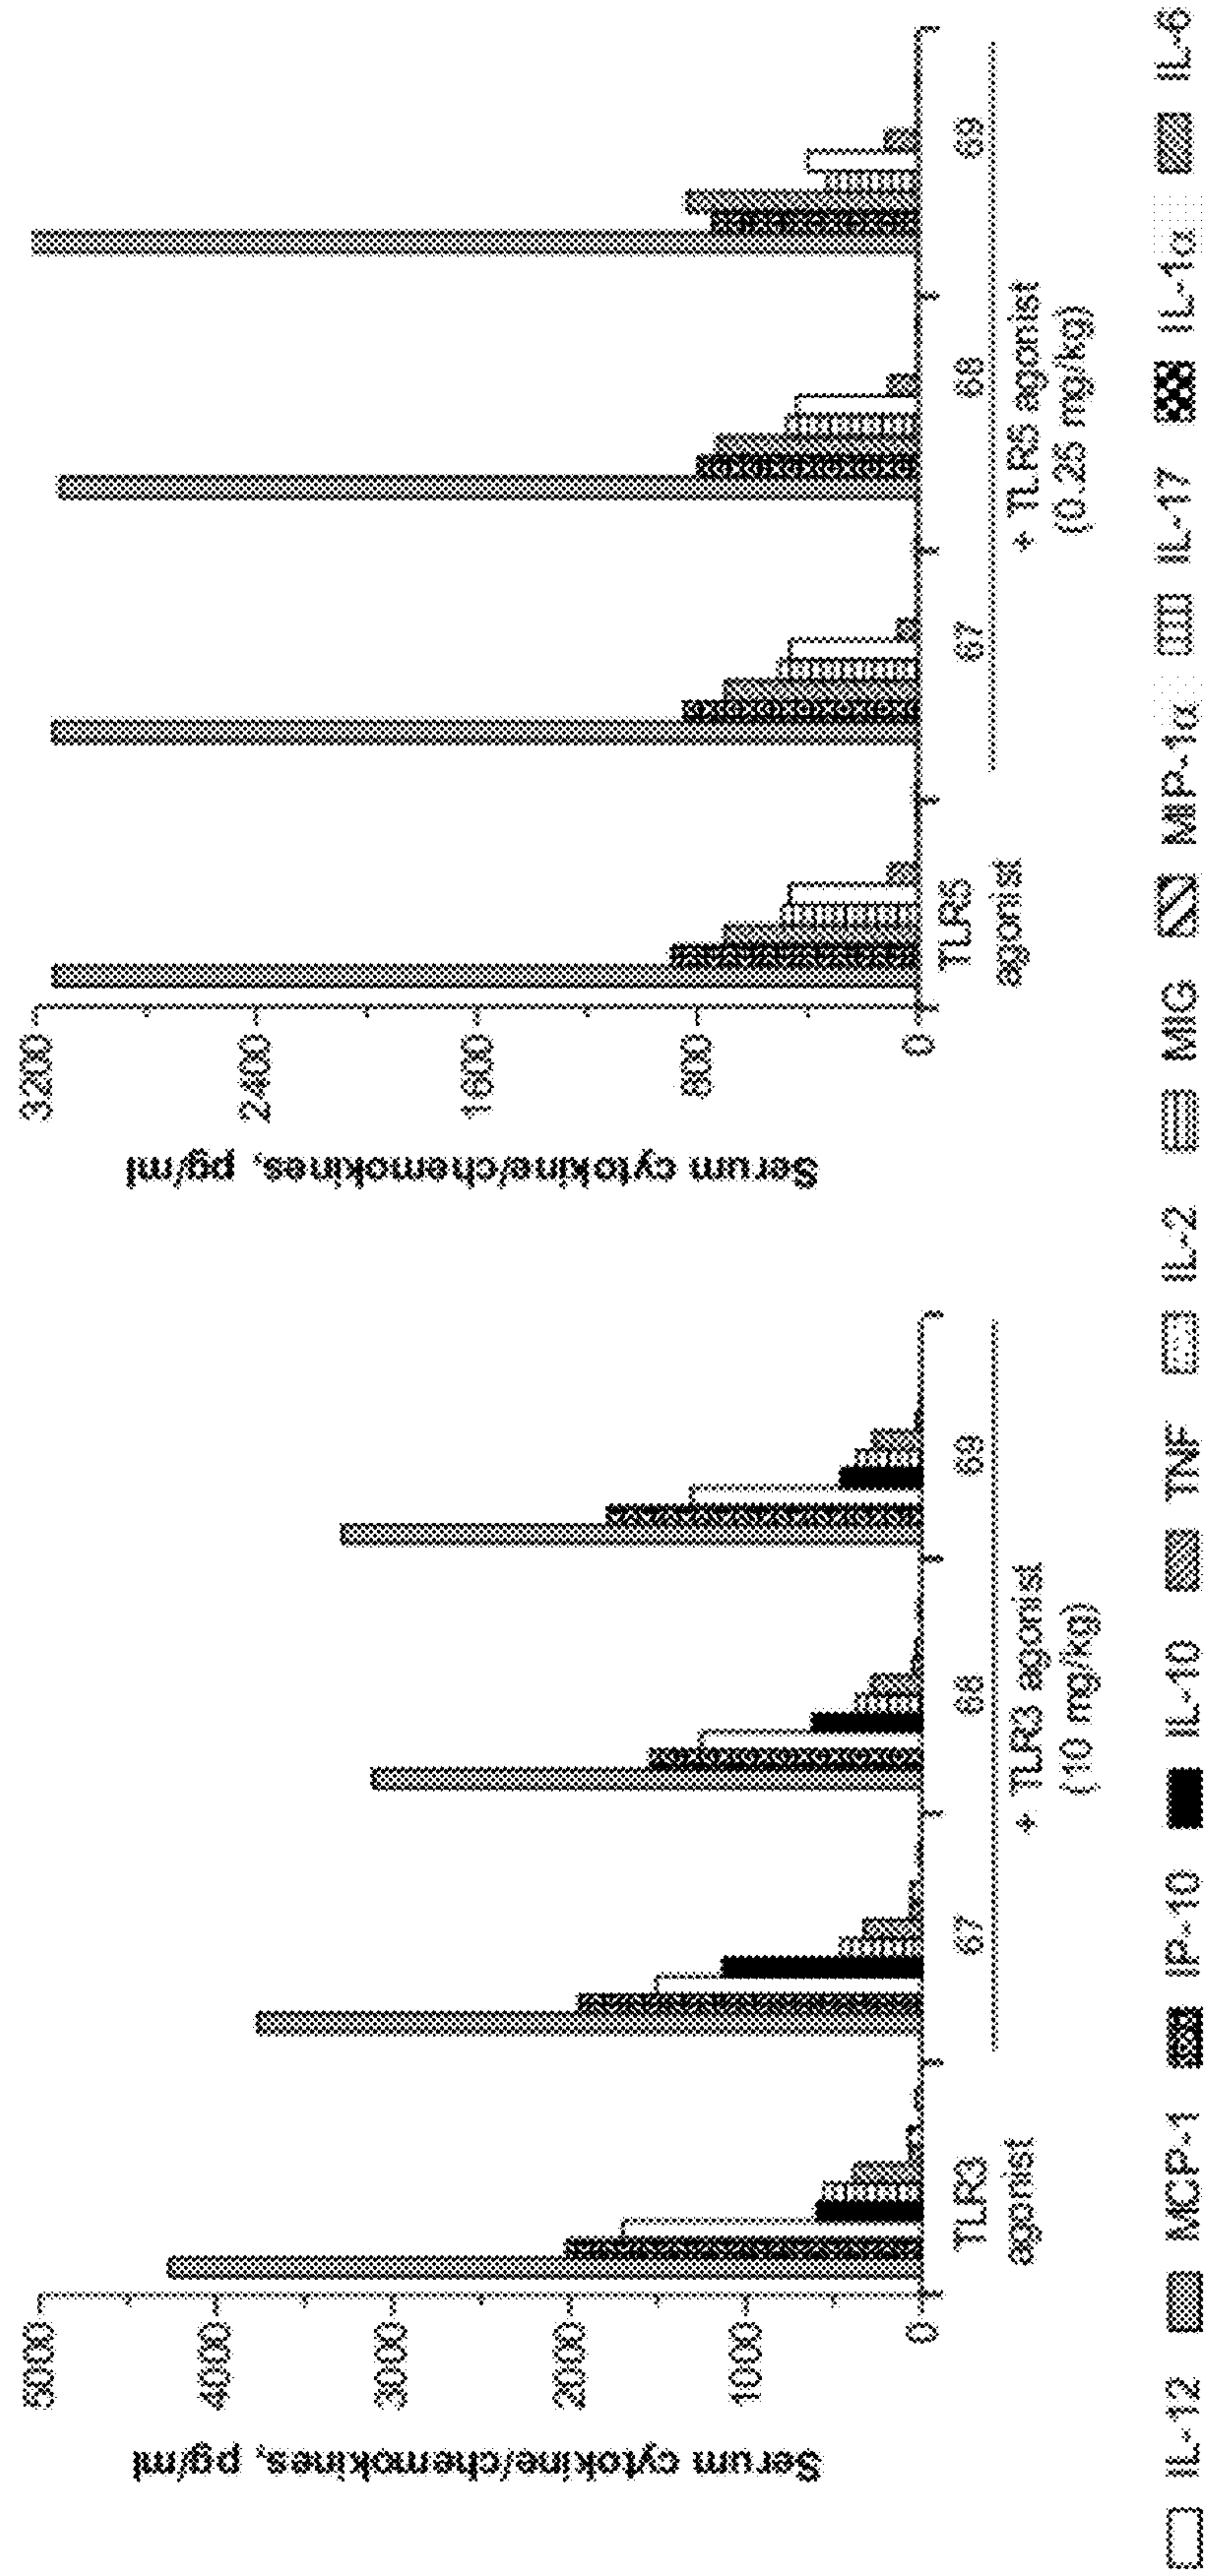 Serum cytokine/chemokines, pg/ml
5000
4000
3000
2000
1000
0
TLR3
agonist
67
68
69
+ TLR3 agonist
(10 mg/kg)
Serum cytokine/chemokines, pg/ml
3200
2400
1600
800
0
TLR5
agonist
67
68
69
+ TLR5 agonist
(0.25 mg/kg)
IL-12 MCP-1 IP-10 IL-10 TNF IL-2 MIG MIP-1α IL-17 IL-1α IL-6